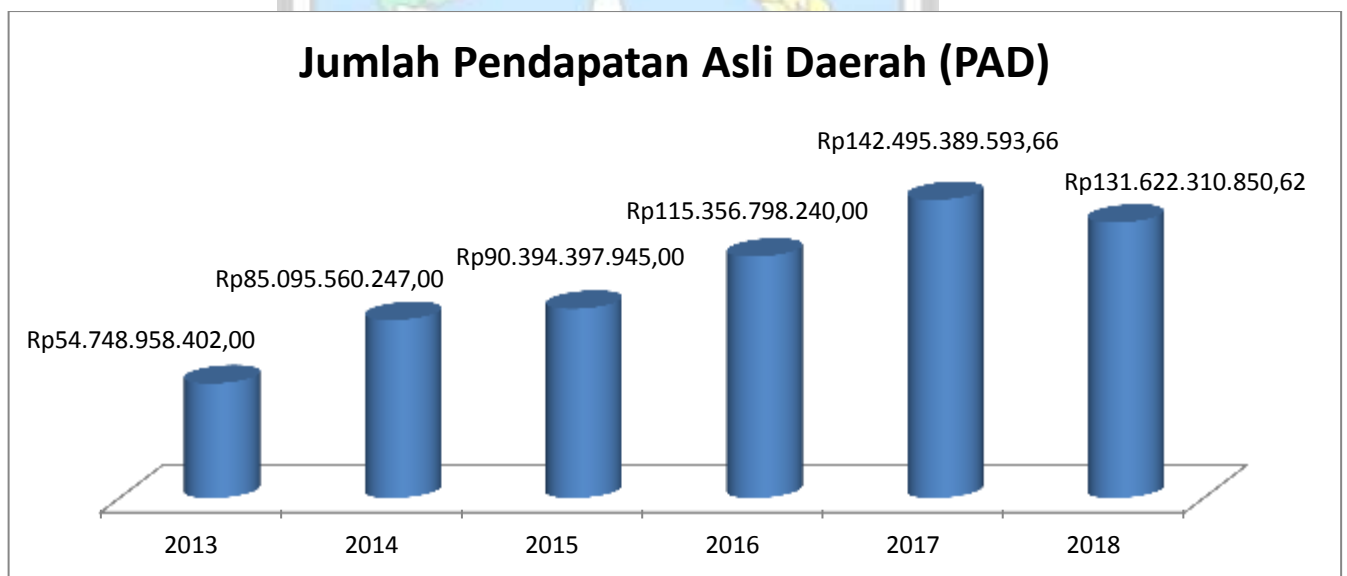 Jumlah Pendapatan Asli Daerah (PAD)
Rp54.748.958.402,00
Rp85.095.560.247,00
Rp90.394.397.945,00
Rp115.356.798.240,00
Rp142.495.389.593,66
Rp131.622.310.850,62
2013 2014 2015 2016 2017 2018